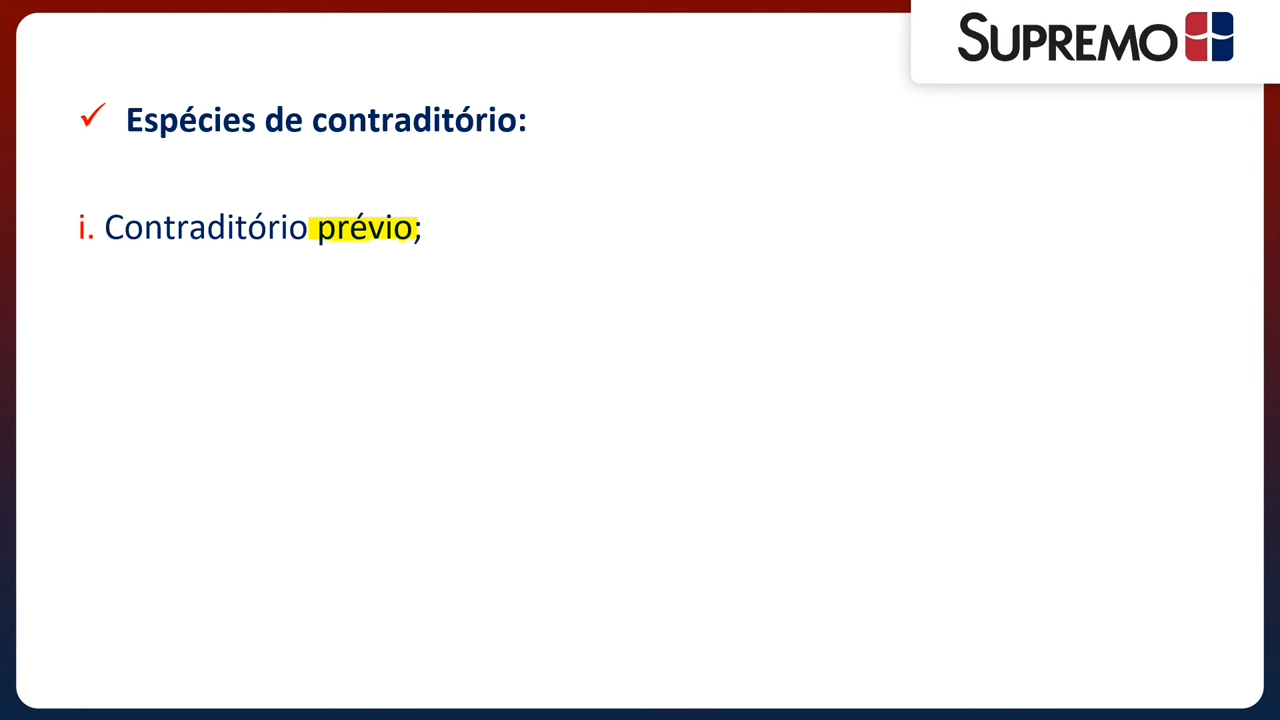 SUPREMO
✓ Espécies de contraditório:
i. Contraditório prévio;